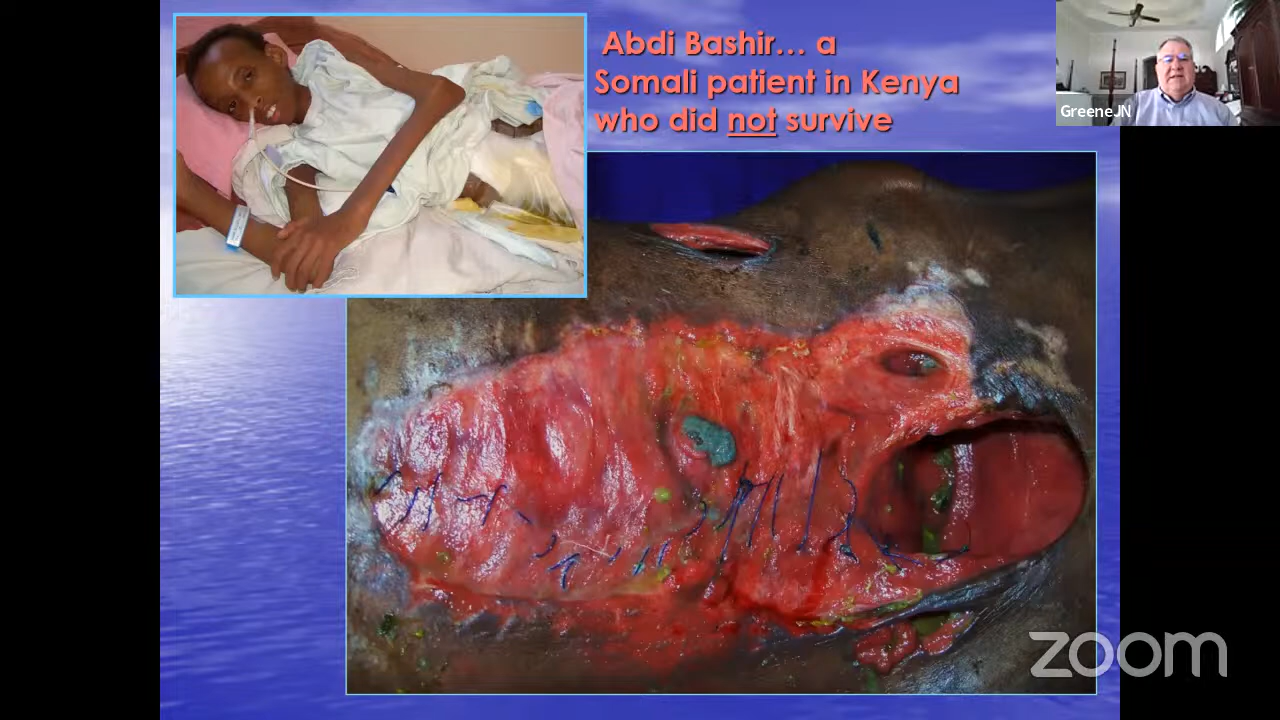 Abdi Bashir... a
Somali patient in Kenya
who did not survive
GreeneJN
zoom